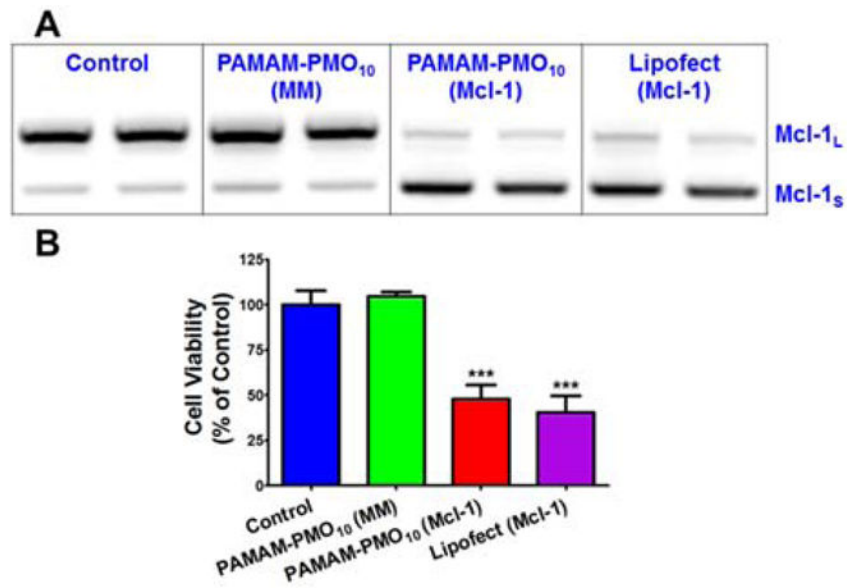 A
Control
PAMAM-PMO₁₀
(MM)
PAMAM-PMO₁₀
(Mcl-1)
Lipofect
(Mcl-1)
Mcl-1L
Mcl-1S
B
Cell Viability
(% of Control)
125
100
75
50
25
0
***
***
Control
PAMAM-PMO₁₀ (MM)
PAMAM-PMO₁₀ (Mcl-1)
Lipofect (Mcl-1)